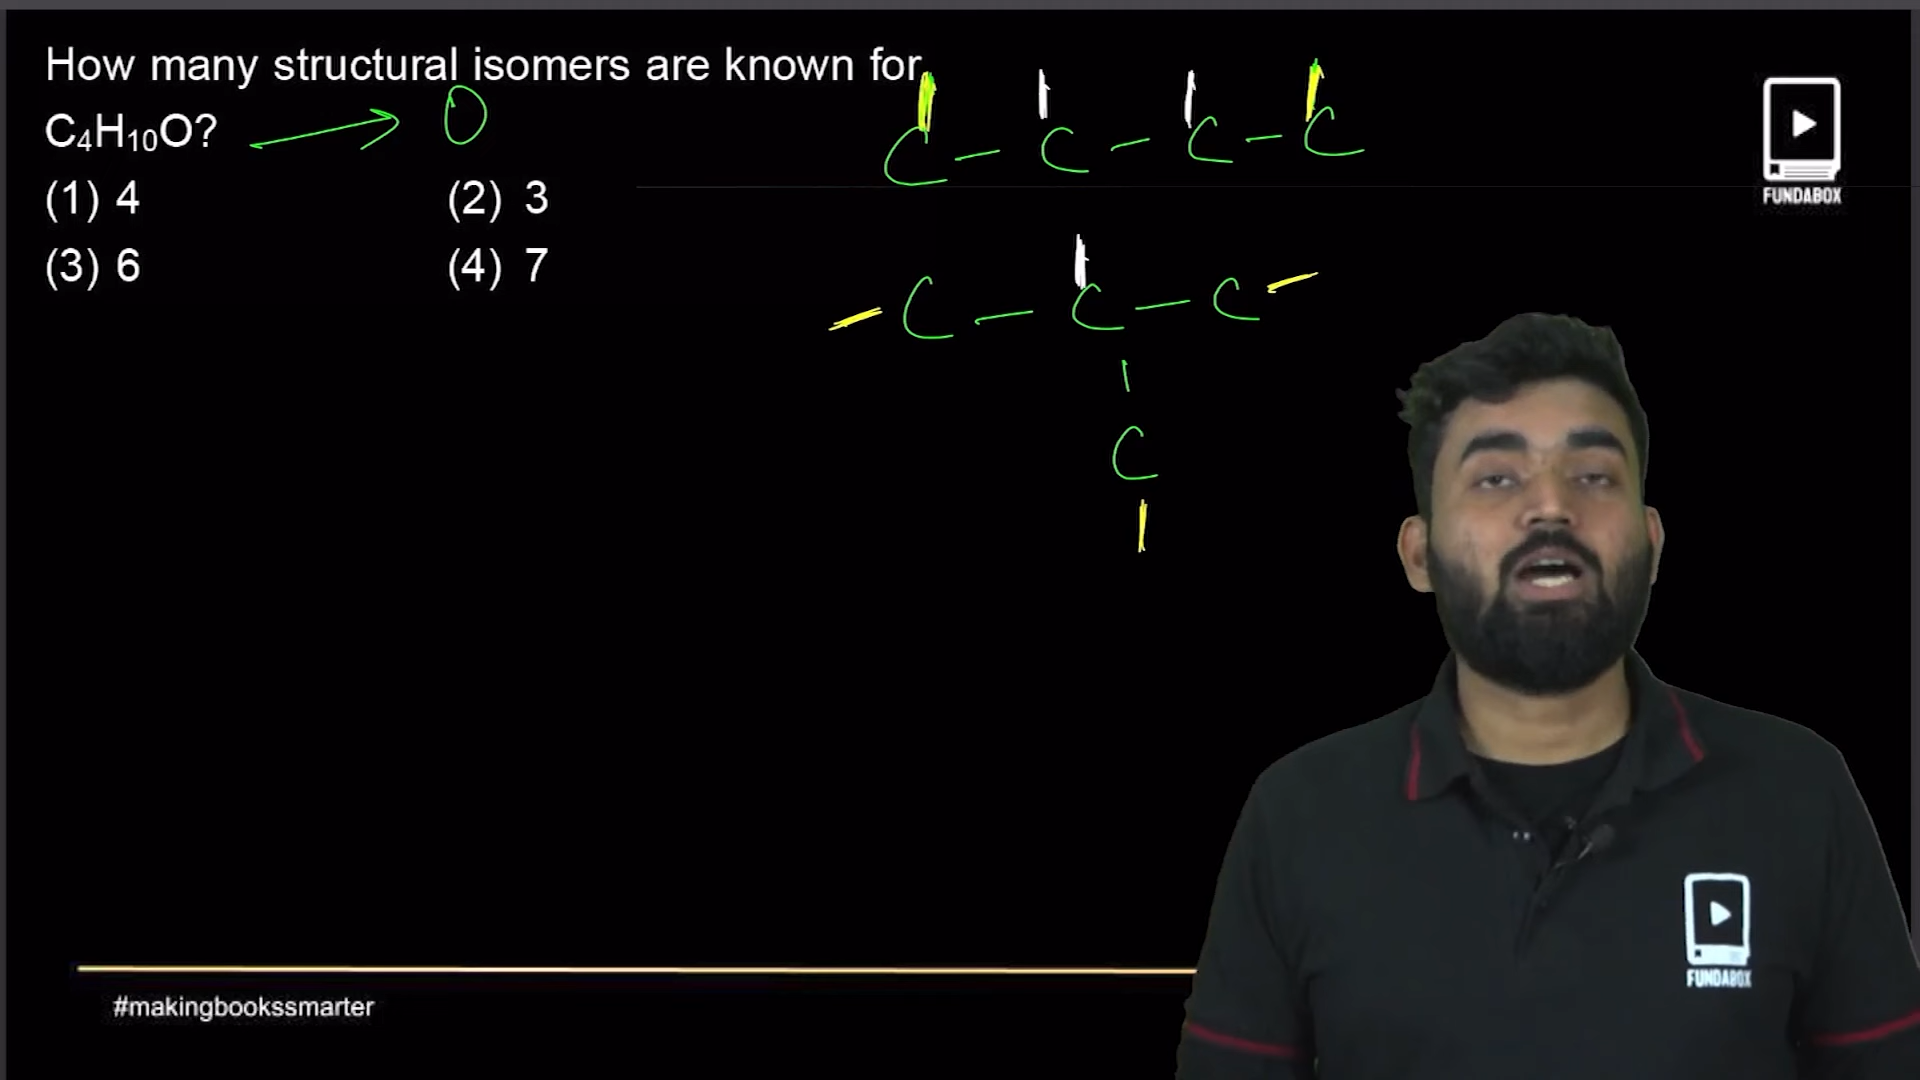 How many structural isomers are known for
C₄H₁₀O? → O
(1) 4 (2) 3
(3) 6 (4) 7
C - C - C - C
- C - C - C -
C
FUNDABOX
FUNDABOX
#makingbookssmarter